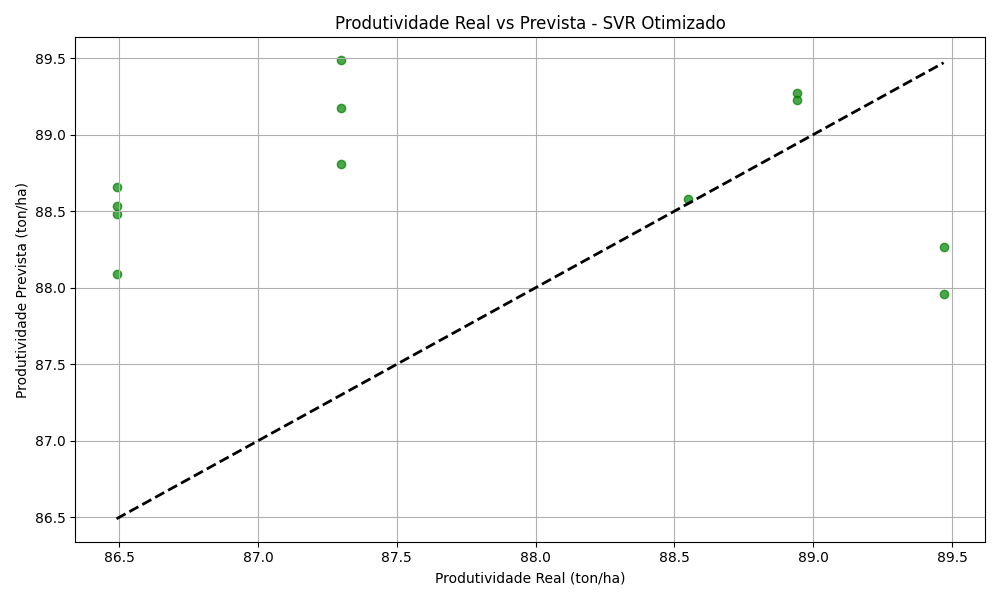 Produtividade Real vs Prevista - SVR Otimizado
Produtividade Prevista (ton/ha)
89.5
89.0
88.5
88.0
87.5
87.0
86.5
86.5 87.0 87.5 88.0 88.5 89.0 89.5
Produtividade Real (ton/ha)